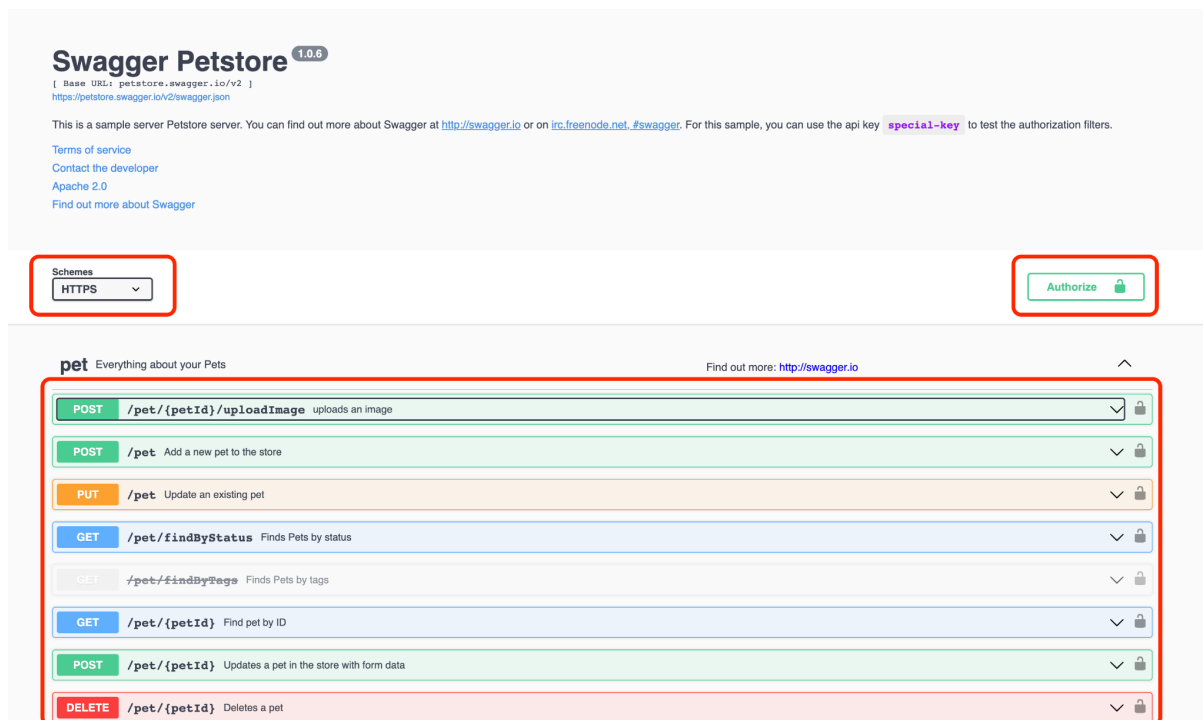 Swagger Petstore 1.0.6
[ Base URL: petstore.swagger.io/v2 ]
https://petstore.swagger.io/v2/swagger.json
This is a sample server Petstore server. You can find out more about Swagger at http://swagger.io or on irc.freenode.net, #swagger. For this sample, you can use the api key special-key to test the authorization filters.
Terms of service
Contact the developer
Apache 2.0
Find out more about Swagger
Schemes
HTTPS
Authorize
pet Everything about your Pets Find out more: http://swagger.io
POST /pet/{petId}/uploadImage uploads an image
POST /pet Add a new pet to the store
PUT /pet Update an existing pet
GET /pet/findByStatus Finds Pets by status
GET /pet/findByTags Finds Pets by tags
GET /pet/{petId} Find pet by ID
POST /pet/{petId} Updates a pet in the store with form data
DELETE /pet/{petId} Deletes a pet